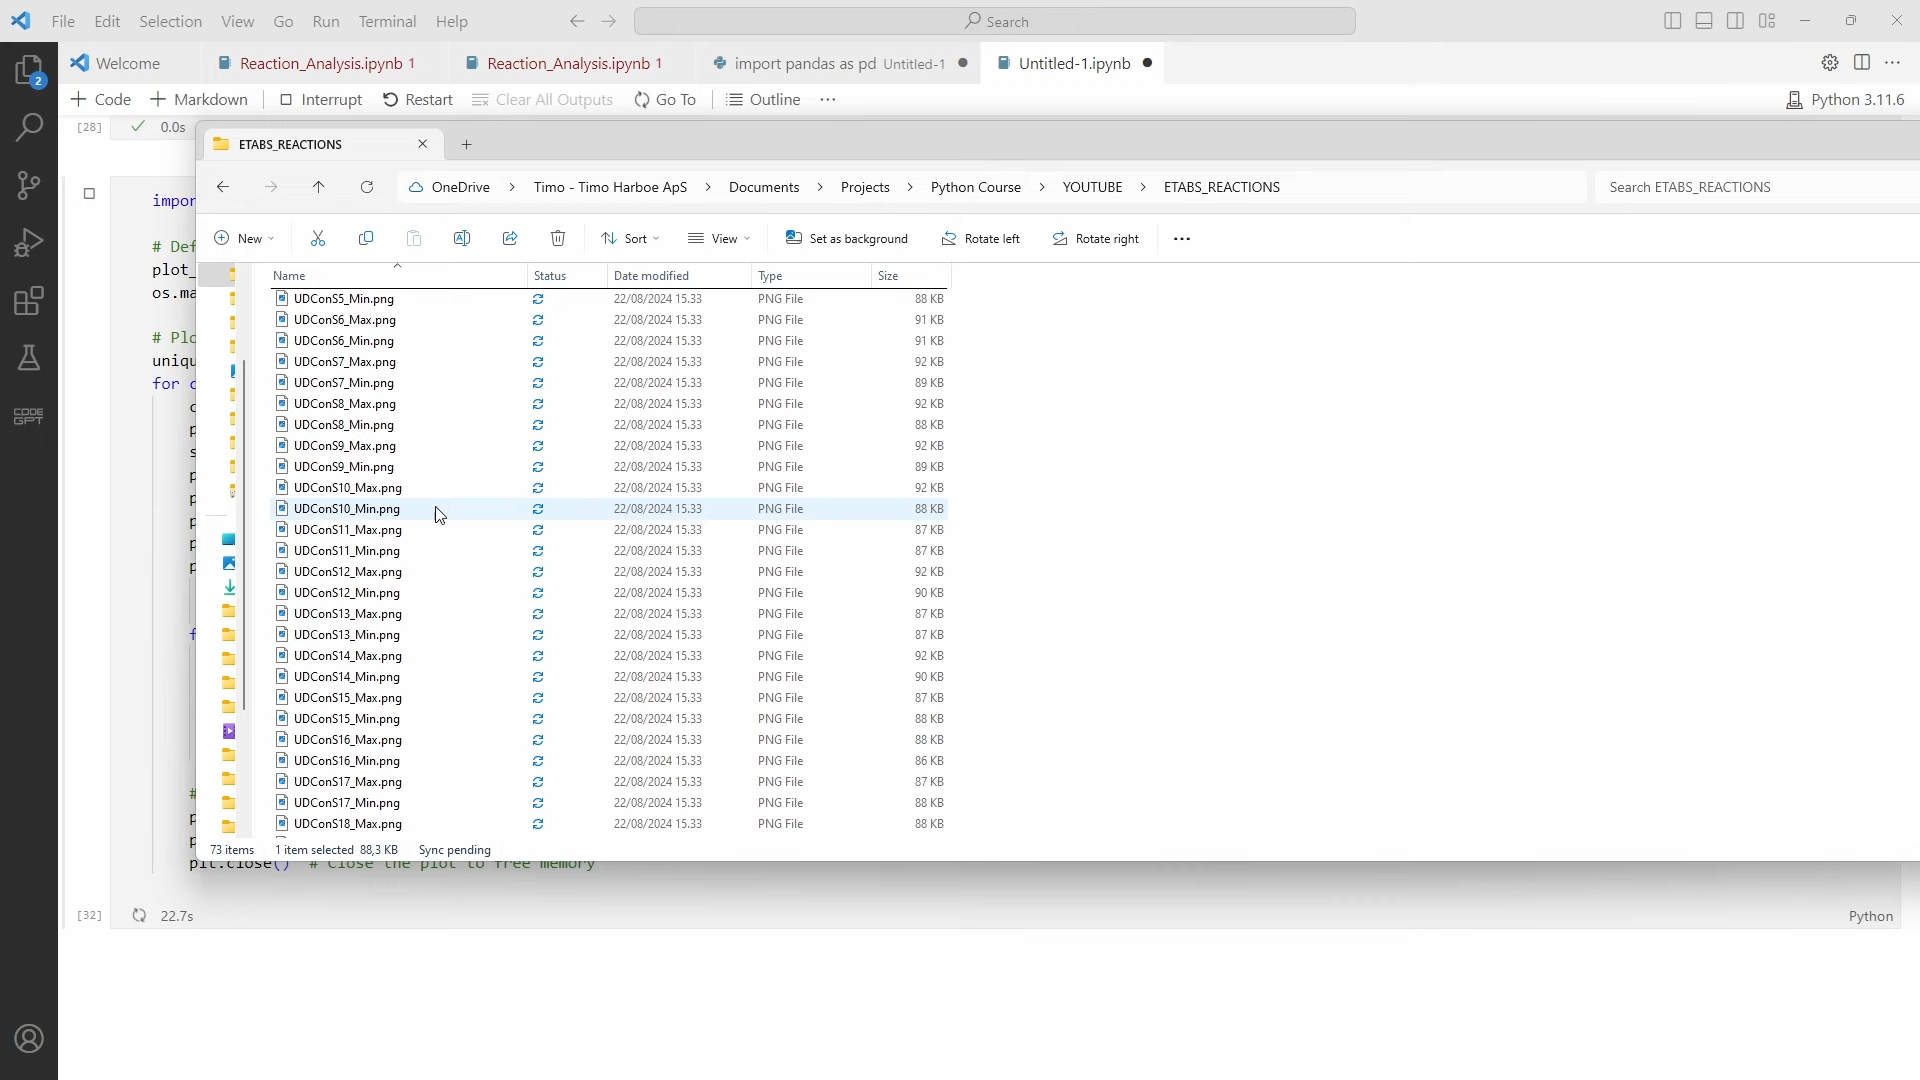 File Edit Selection View Go Run Terminal Help Search
2 Welcome Reaction_Analysis.ipynb 1 Reaction_Analysis.ipynb 1 import pandas as pd Untitled-1 Untitled-1.ipynb
Code Markdown Interrupt Restart Clear All Outputs Go To Outline Python 3.11.6
[28] 0.0s
ETABS_REACTIONS
OneDrive Timo - Timo Harboe ApS Documents Projects Python Course YOUTUBE ETABS_REACTIONS Search ETABS_REACTIONS
New Sort View Set as background Rotate left Rotate right
Name Status Date modified Type Size
UDConS5_Min.png 22/08/2024 15.33 PNG File 88 KB
UDConS6_Max.png 22/08/2024 15.33 PNG File 91 KB
UDConS6_Min.png 22/08/2024 15.33 PNG File 91 KB
UDConS7_Max.png 22/08/2024 15.33 PNG File 92 KB
UDConS7_Min.png 22/08/2024 15.33 PNG File 89 KB
UDConS8_Max.png 22/08/2024 15.33 PNG File 92 KB
UDConS8_Min.png 22/08/2024 15.33 PNG File 88 KB
UDConS9_Max.png 22/08/2024 15.33 PNG File 92 KB
UDConS9_Min.png 22/08/2024 15.33 PNG File 89 KB
UDConS10_Max.png 22/08/2024 15.33 PNG File 92 KB
UDConS10_Min.png 22/08/2024 15.33 PNG File 88 KB
UDConS11_Max.png 22/08/2024 15.33 PNG File 87 KB
UDConS11_Min.png 22/08/2024 15.33 PNG File 87 KB
UDConS12_Max.png 22/08/2024 15.33 PNG File 92 KB
UDConS12_Min.png 22/08/2024 15.33 PNG File 90 KB
UDConS13_Max.png 22/08/2024 15.33 PNG File 87 KB
UDConS13_Min.png 22/08/2024 15.33 PNG File 87 KB
UDConS14_Max.png 22/08/2024 15.33 PNG File 92 KB
UDConS14_Min.png 22/08/2024 15.33 PNG File 90 KB
UDConS15_Max.png 22/08/2024 15.33 PNG File 87 KB
UDConS15_Min.png 22/08/2024 15.33 PNG File 88 KB
UDConS16_Max.png 22/08/2024 15.33 PNG File 88 KB
UDConS16_Min.png 22/08/2024 15.33 PNG File 86 KB
UDConS17_Max.png 22/08/2024 15.33 PNG File 87 KB
UDConS17_Min.png 22/08/2024 15.33 PNG File 88 KB
UDConS18_Max.png 22/08/2024 15.33 PNG File 88 KB
73 items 1 item selected 88,3 KB Sync pending
impor
# Def
plot_
os.ma
# Plo
uniqu
for c
plt.close() # Close the plot to free memory
[32] 22.7s Python
CODE
GPT